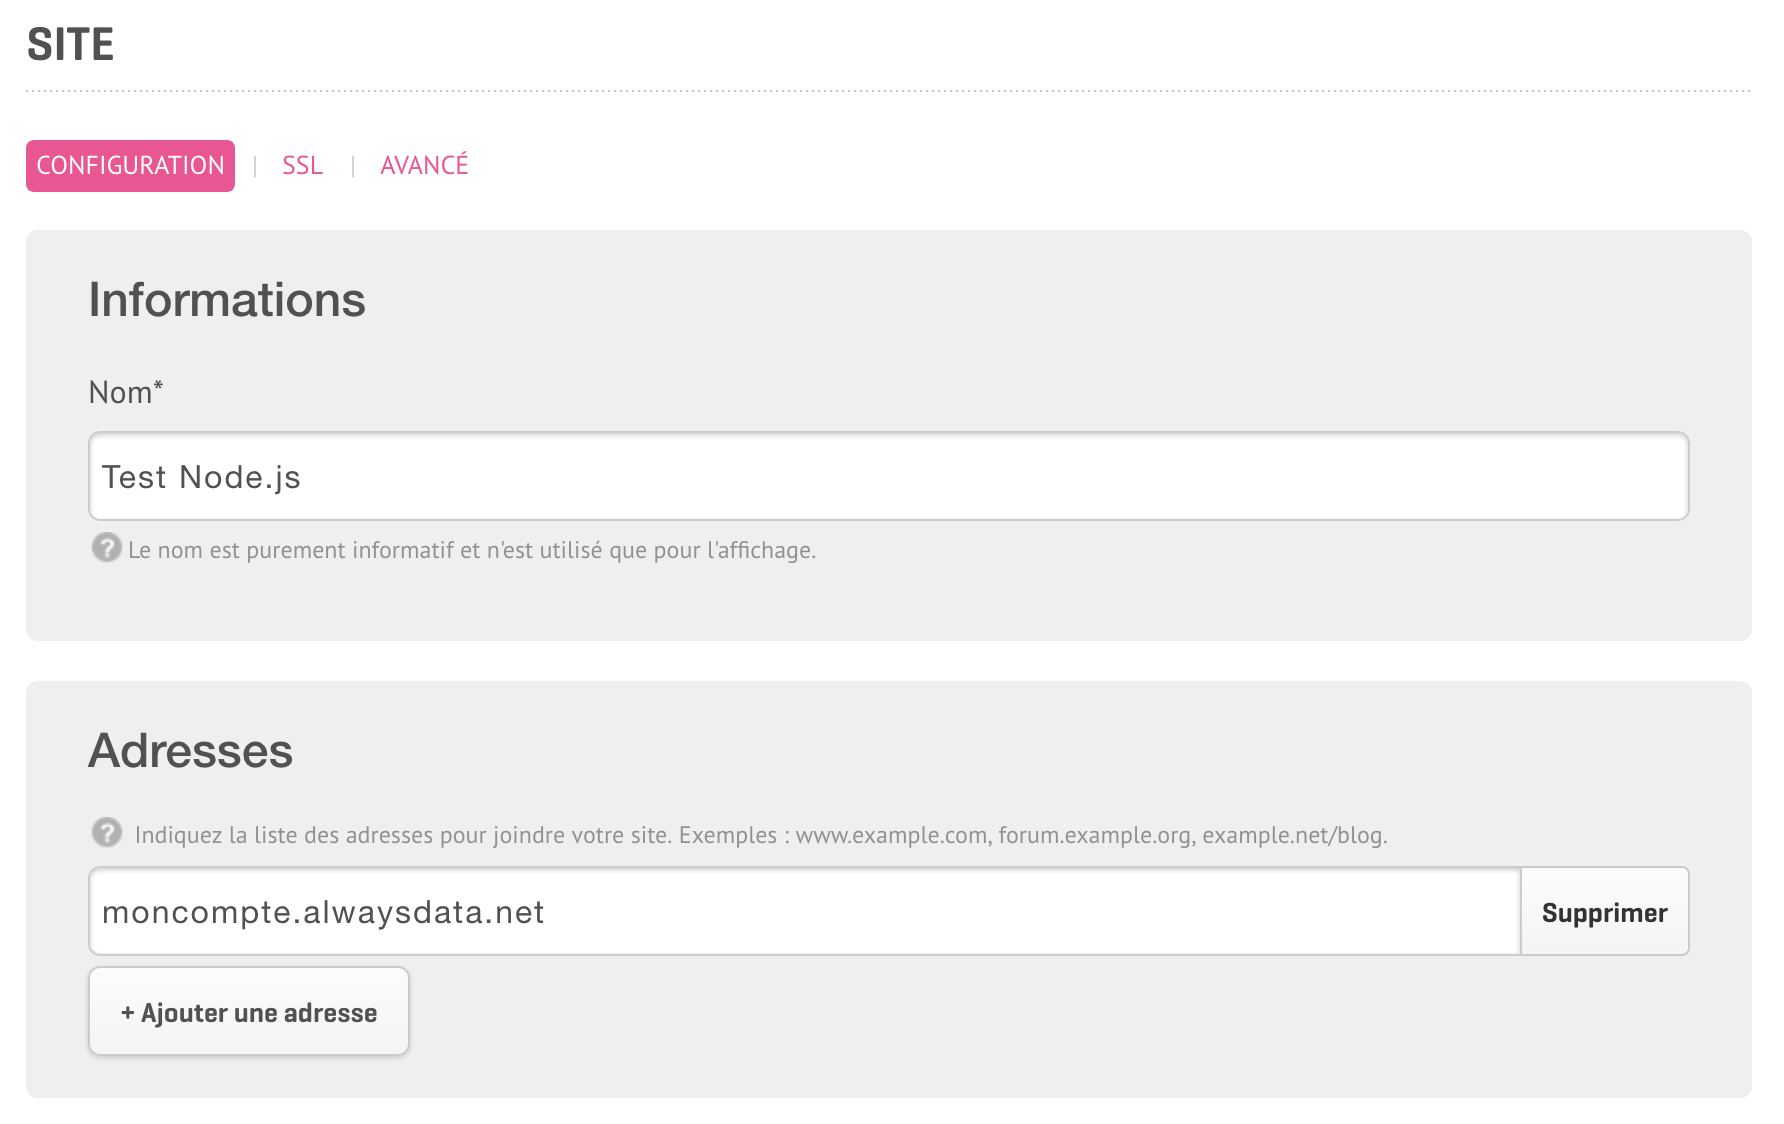 SITE
CONFIGURATION | SSL | AVANCÉ
Informations
Nom*
Test Node.js
? Le nom est purement informatif et n'est utilisé que pour l'affichage.
Adresses
? Indiquez la liste des adresses pour joindre votre site. Exemples : www.example.com, forum.example.org, example.net/blog.
moncompte.alwaysdata.net Supprimer
+ Ajouter une adresse